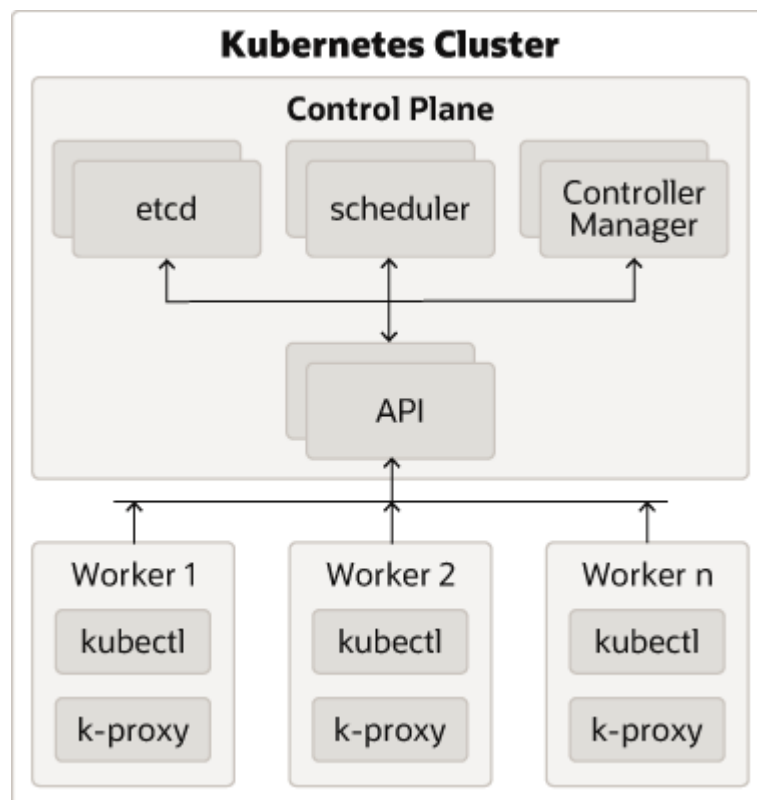 Kubernetes Cluster
Control Plane
etcd
scheduler
Controller
Manager
API
Worker 1
Worker 2
Worker n
kubectl
kubectl
kubectl
k-proxy
k-proxy
k-proxy